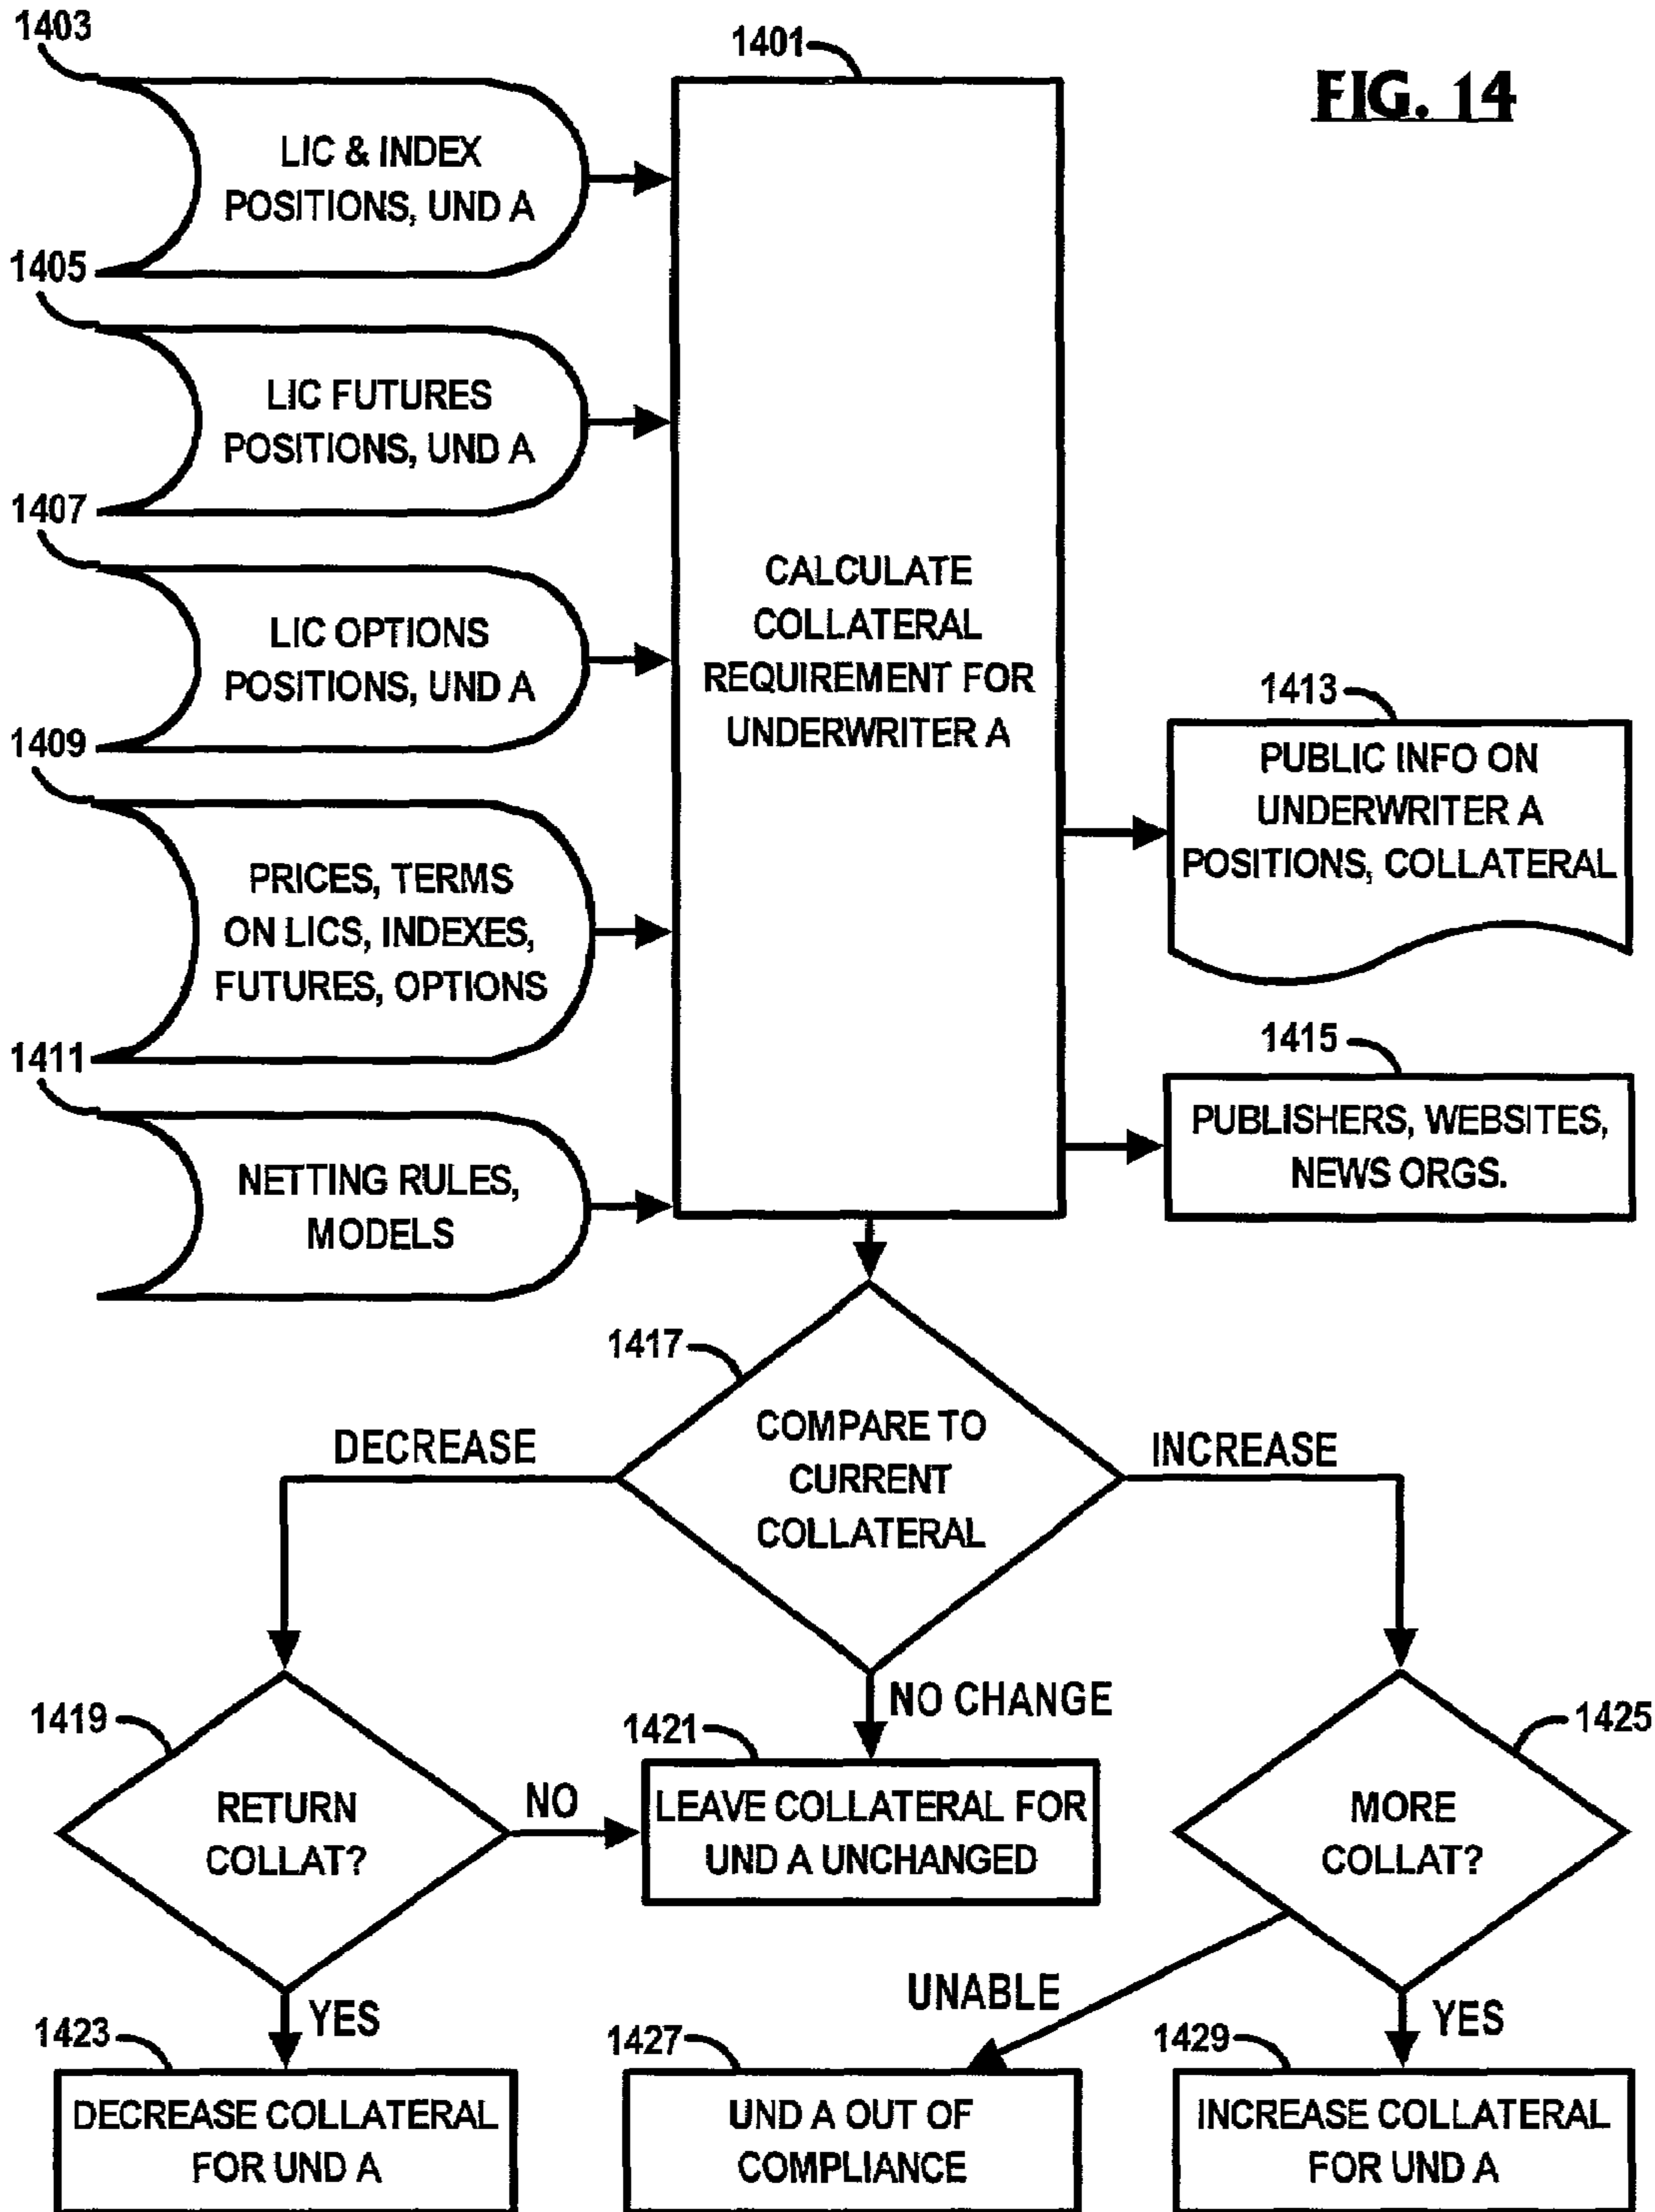 1403
1401
FIG. 14
LIC & INDEX
POSITIONS, UND A
1405
LIC FUTURES
POSITIONS, UND A
1407
LIC OPTIONS
POSITIONS, UND A
1409
PRICES, TERMS
ON LICS, INDEXES,
FUTURES, OPTIONS
1411
NETTING RULES,
MODELS
CALCULATE
COLLATERAL
REQUIREMENT FOR
UNDERWRITER A
1413
PUBLIC INFO ON
UNDERWRITER A
POSITIONS, COLLATERAL
1415
PUBLISHERS, WEBSITES,
NEWS ORGS.
1417
COMPARE TO
CURRENT
COLLATERAL
DECREASE
INCREASE
NO CHANGE
1419
RETURN
COLLAT?
NO
1421
LEAVE COLLATERAL FOR
UND A UNCHANGED
1425
MORE
COLLAT?
YES
UNABLE
YES
1423
DECREASE COLLATERAL
FOR UND A
1427
UND A OUT OF
COMPLIANCE
1429
INCREASE COLLATERAL
FOR UND A